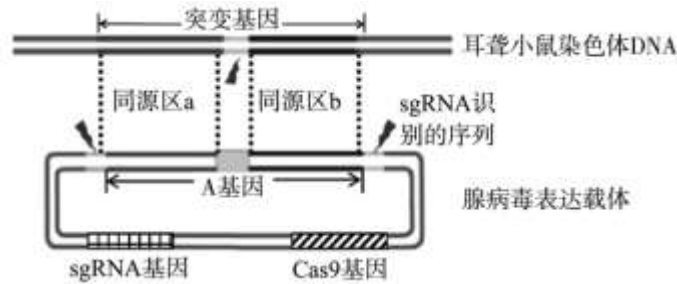 突变基因
耳聋小鼠染色体DNA
同源区a
同源区b
sgRNA识
别的序列
A基因
腺病毒表达载体
sgRNA基因
Cas9基因